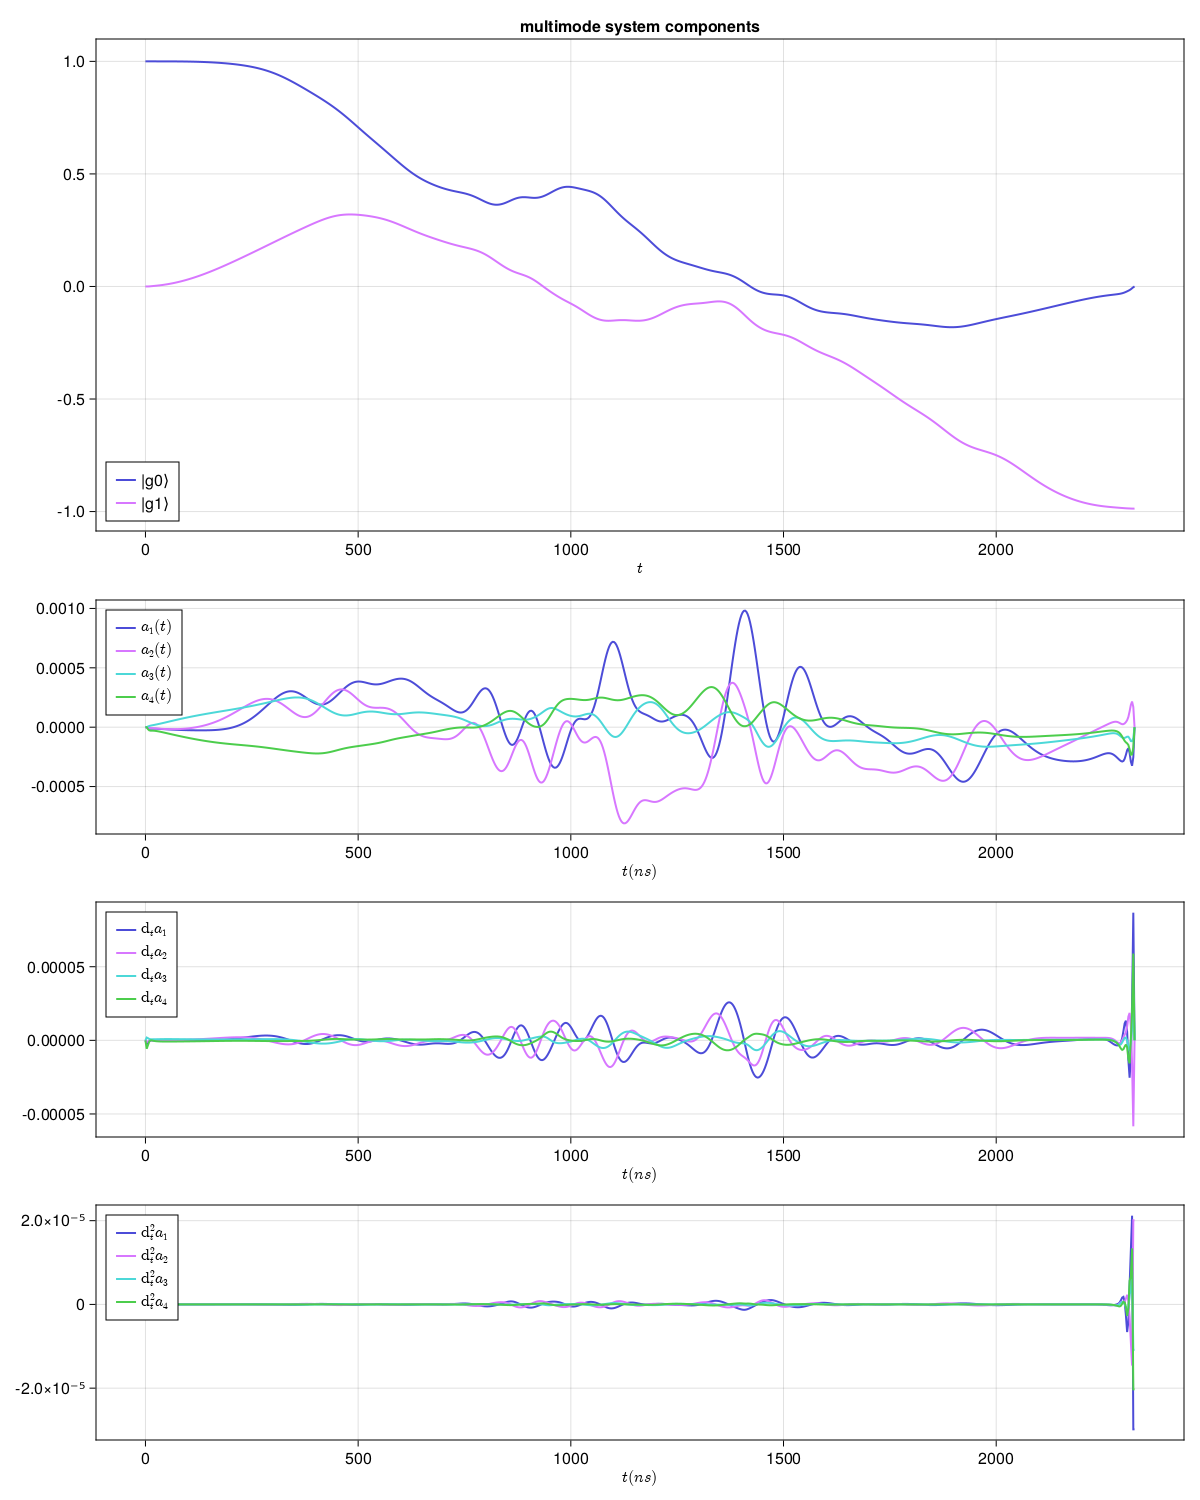 multimode system components
1.0
0.5
0.0
-0.5
-1.0
|g0⟩
|g1⟩
0 500 1000 1500 2000
t
0.0010
0.0005
0.0000
-0.0005
a₁(t)
a₂(t)
a₃(t)
a₄(t)
0 500 1000 1500 2000
t(ns)
0.00005
0.00000
-0.00005
dₜa₁
dₜa₂
dₜa₃
dₜa₄
0 500 1000 1500 2000
t(ns)
2.0×10⁻⁵
0
-2.0×10⁻⁵
d²ₜa₁
d²ₜa₂
d²ₜa₃
d²ₜa₄
0 500 1000 1500 2000
t(ns)